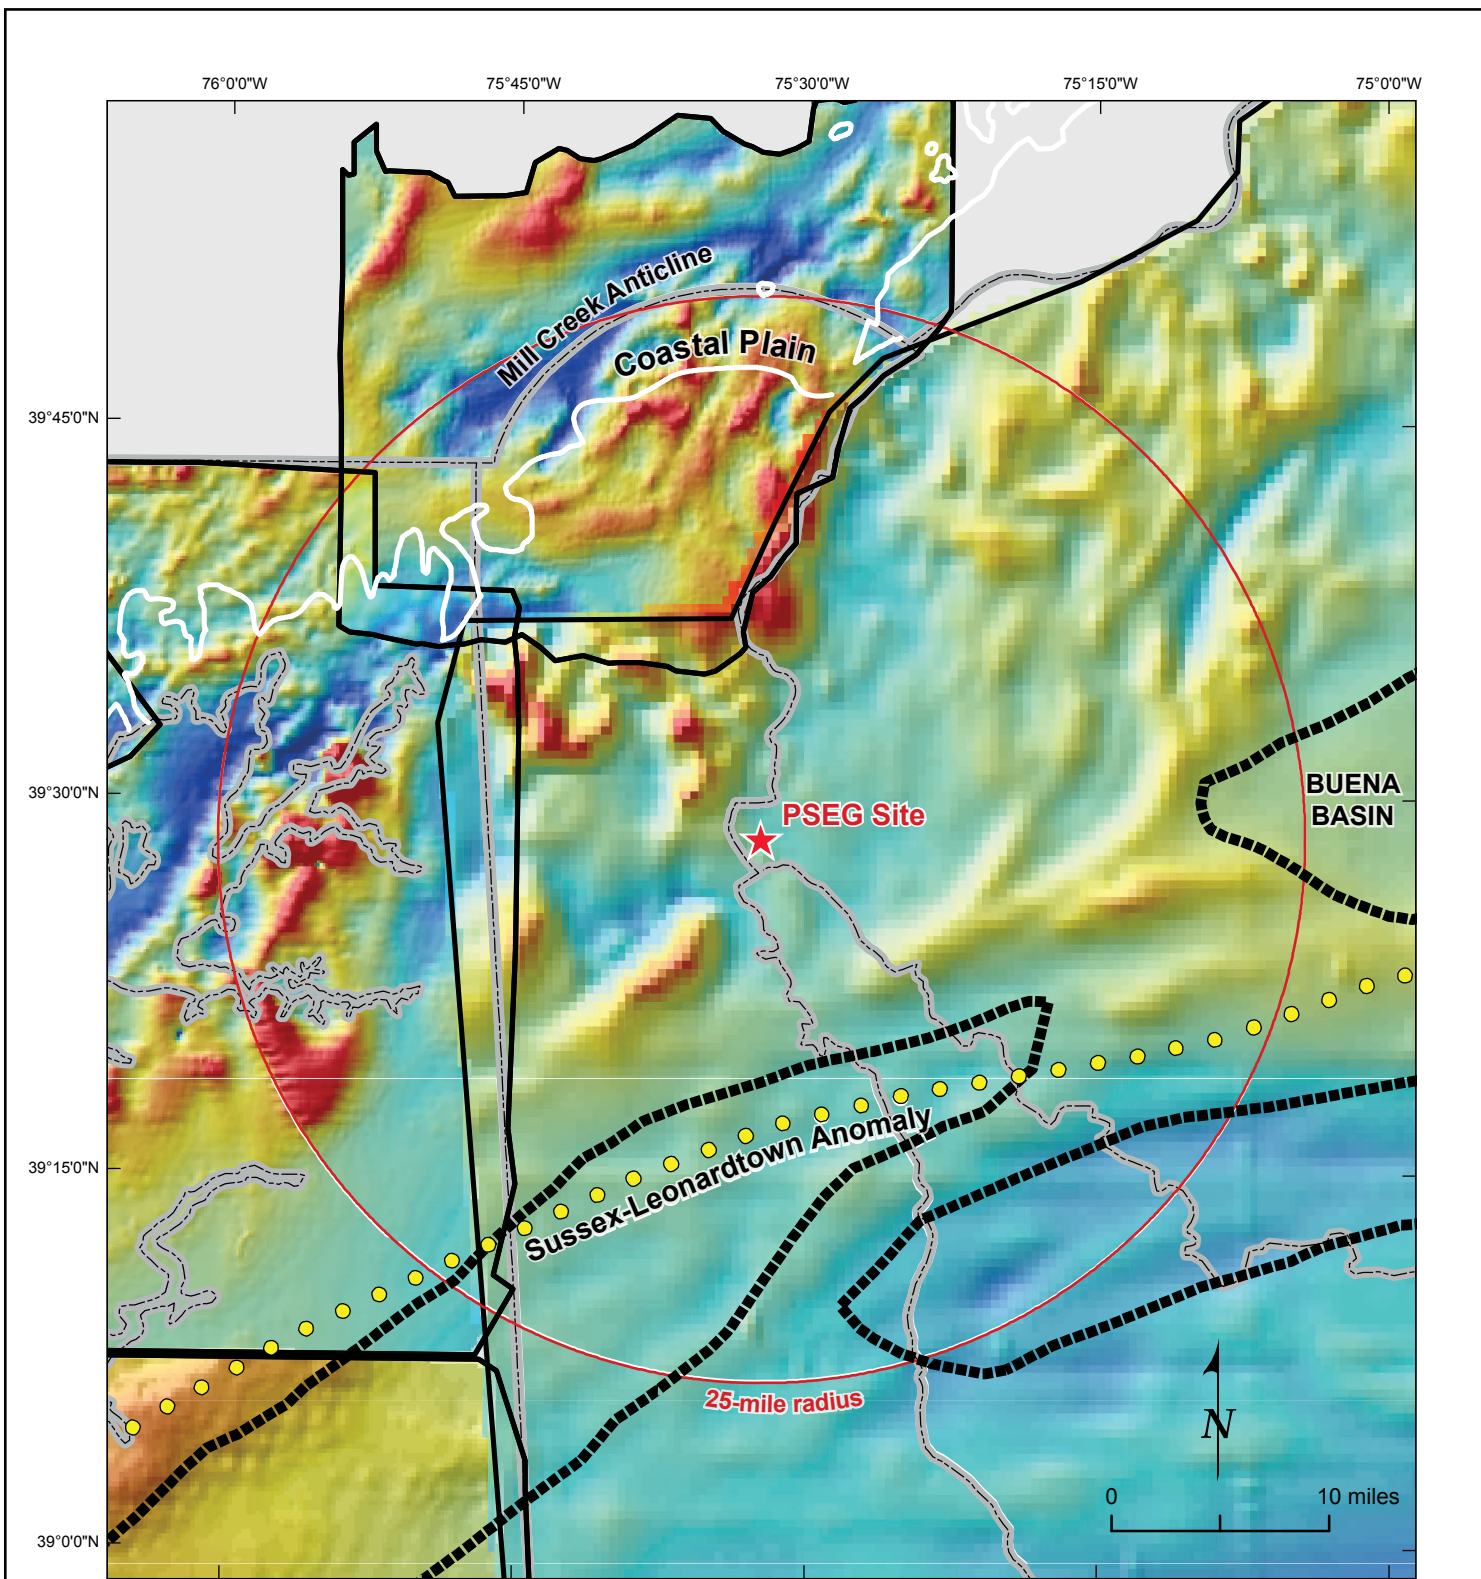 76°0'0"W
75°45'0"W
75°30'0"W
75°15'0"W
75°0'0"W
Mill Creek Anticline
Coastal Plain
39°45'0"N
39°30'0"N
BUENA
BASIN
PSEG Site
Sussex-Leonardtown Anomaly
39°15'0"N
25-mile radius
N
0
10 miles
39°0'0"N